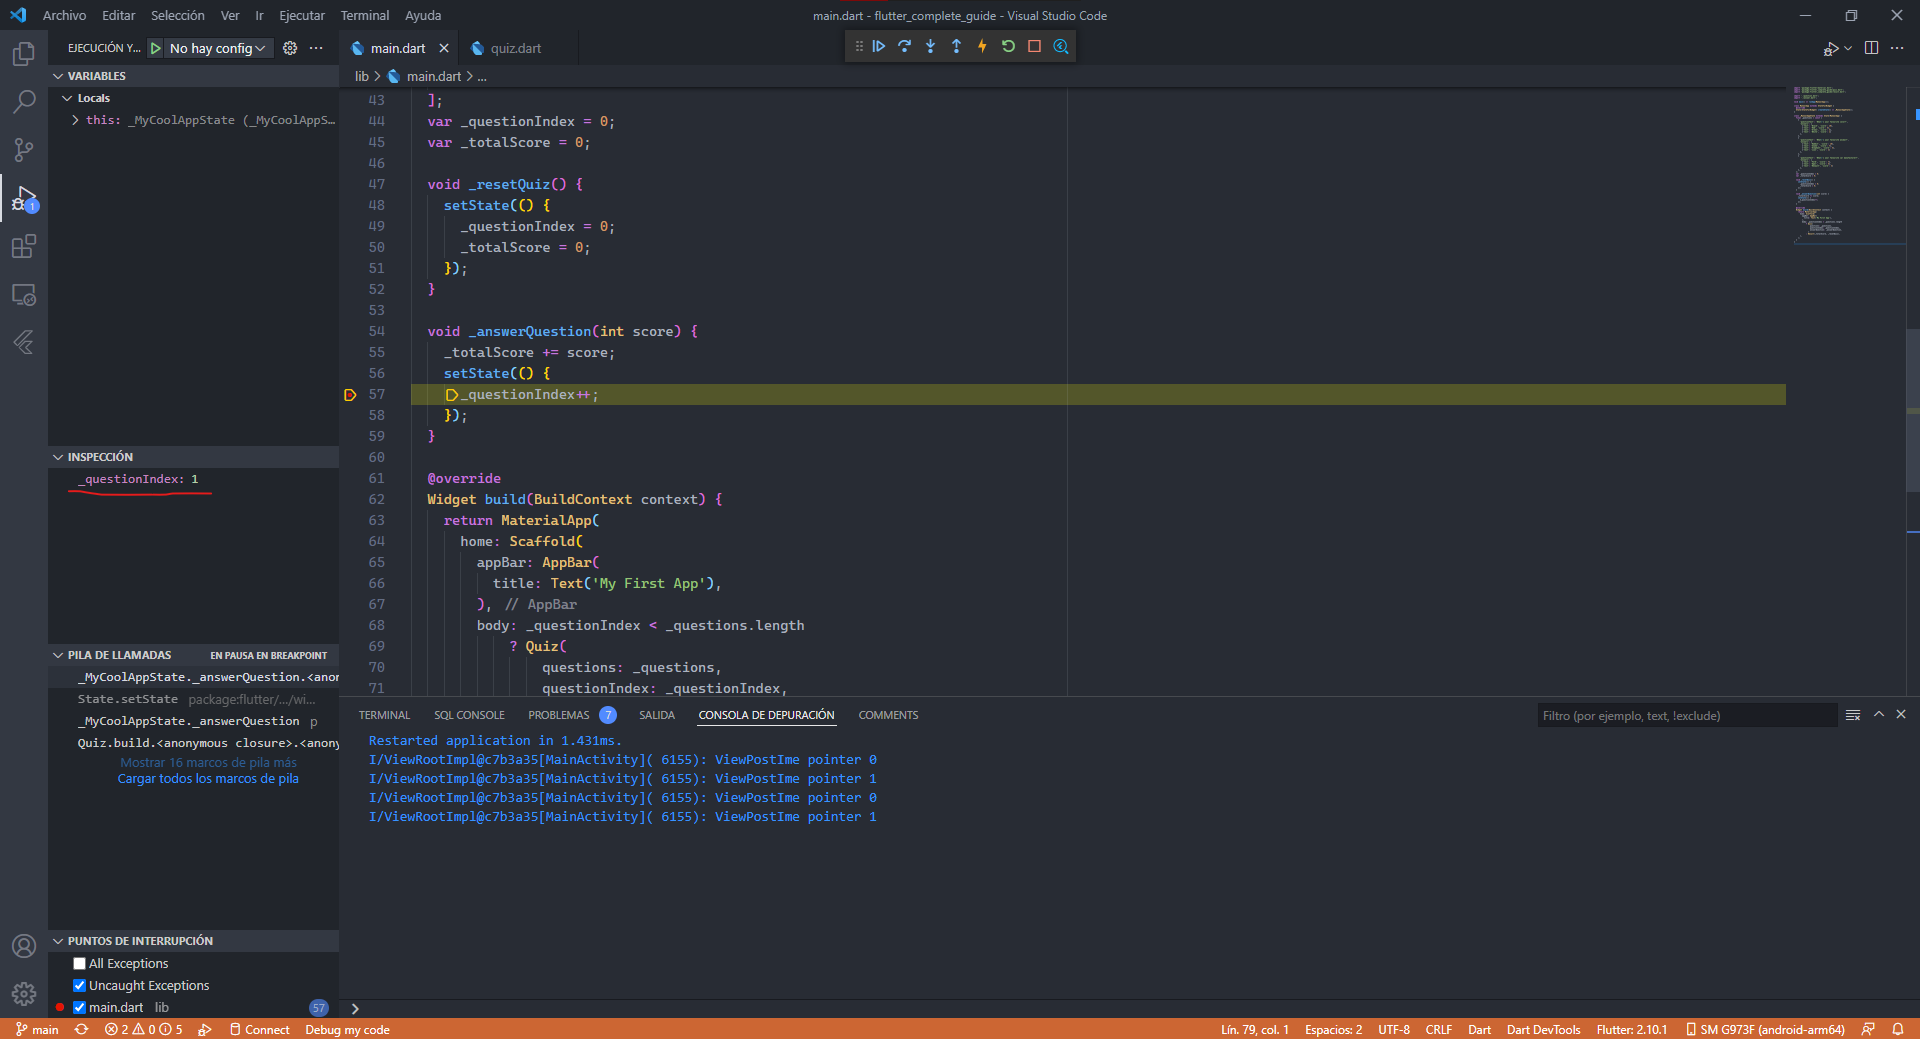 Archivo Editar Selección Ver Ir Ejecutar Terminal Ayuda
main.dart - flutter_complete_guide - Visual Studio Code
EJECUCIÓN Y... No hay config
main.dart quiz.dart
lib > main.dart > ...
VARIABLES
Locals
this: _MyCoolAppState (_MyCoolAppS...
INSPECCIÓN
_questionIndex: 1
PILA DE LLAMADAS EN PAUSA EN BREAKPOINT
_MyCoolAppState._answerQuestion.<anon
State.setState package:flutter/.../wi...
_MyCoolAppState._answerQuestion p
Quiz.build.<anonymous closure>.<anony
Mostrar 16 marcos de pila más
Cargar todos los marcos de pila
PUNTOS DE INTERRUPCIÓN
All Exceptions
Uncaught Exceptions
main.dart lib 57
1
43 ];
44 var _questionIndex = 0;
45 var _totalScore = 0;
46
47 void _resetQuiz() {
48 setState(() {
49 _questionIndex = 0;
50 _totalScore = 0;
51 });
52 }
53
54 void _answerQuestion(int score) {
55 _totalScore += score;
56 setState(() {
57 _questionIndex++;
58 });
59 }
60
61 @override
62 Widget build(BuildContext context) {
63 return MaterialApp(
64 home: Scaffold(
65 appBar: AppBar(
66 title: Text('My First App'),
67 ), // AppBar
68 body: _questionIndex < _questions.length
69 ? Quiz(
70 questions: _questions,
71 questionIndex: _questionIndex,
TERMINAL SQL CONSOLE PROBLEMAS 7 SALIDA CONSOLA DE DEPURACIÓN COMMENTS Filtro (por ejemplo, text, !exclude)
Restarted application in 1.431ms.
I/ViewRootImpl@c7b3a35[MainActivity]( 6155): ViewPostIme pointer 0
I/ViewRootImpl@c7b3a35[MainActivity]( 6155): ViewPostIme pointer 1
I/ViewRootImpl@c7b3a35[MainActivity]( 6155): ViewPostIme pointer 0
I/ViewRootImpl@c7b3a35[MainActivity]( 6155): ViewPostIme pointer 1
main 2 0 5 Connect Debug my code Lín. 79, col. 1 Espacios: 2 UTF-8 CRLF Dart Dart DevTools Flutter: 2.10.1 SM G973F (android-arm64)